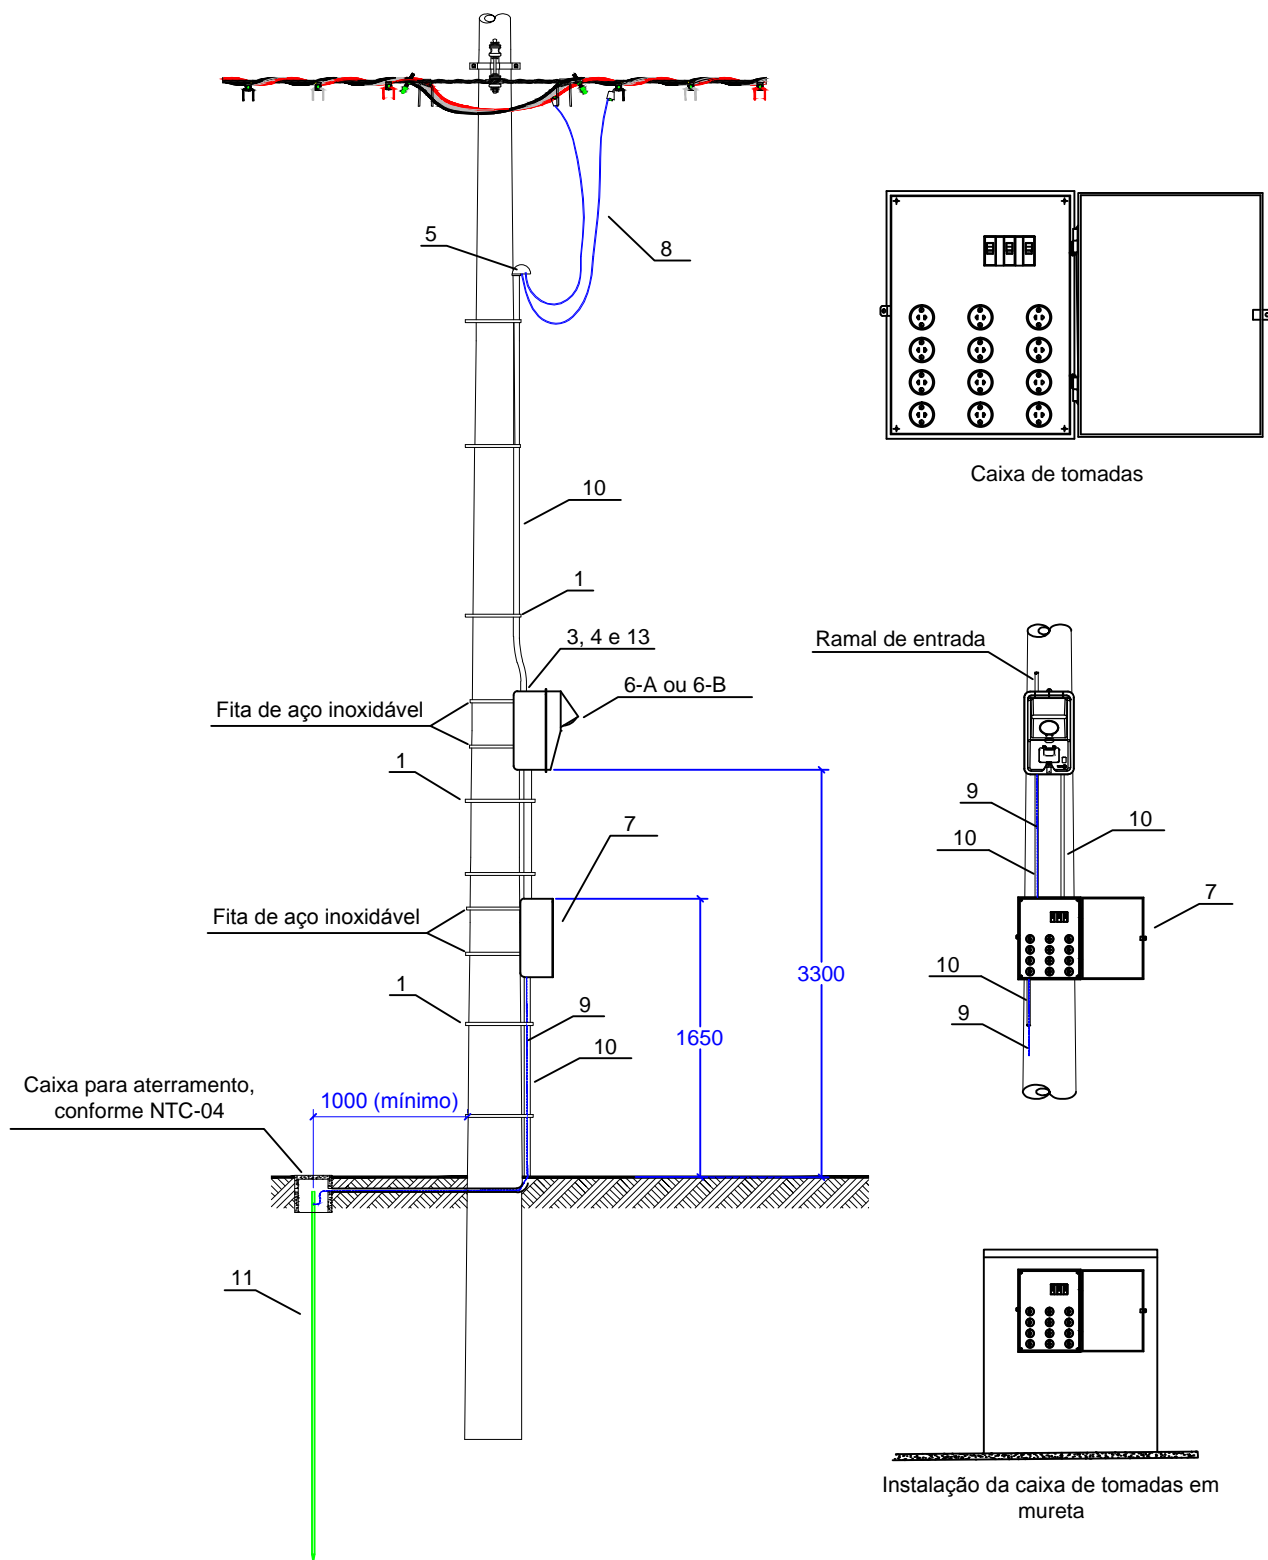 5
8
Caixa de tomadas
10
1
3, 4 e 13
6-A ou 6-B
Fita de aço inoxidável
1
7
Fita de aço inoxidável
3300
1650
1
9
10
Caixa para aterramento,
conforme NTC-04
1000 (mínimo)
11
Ramal de entrada
9
10
10
7
10
9
Instalação da caixa de tomadas em
mureta